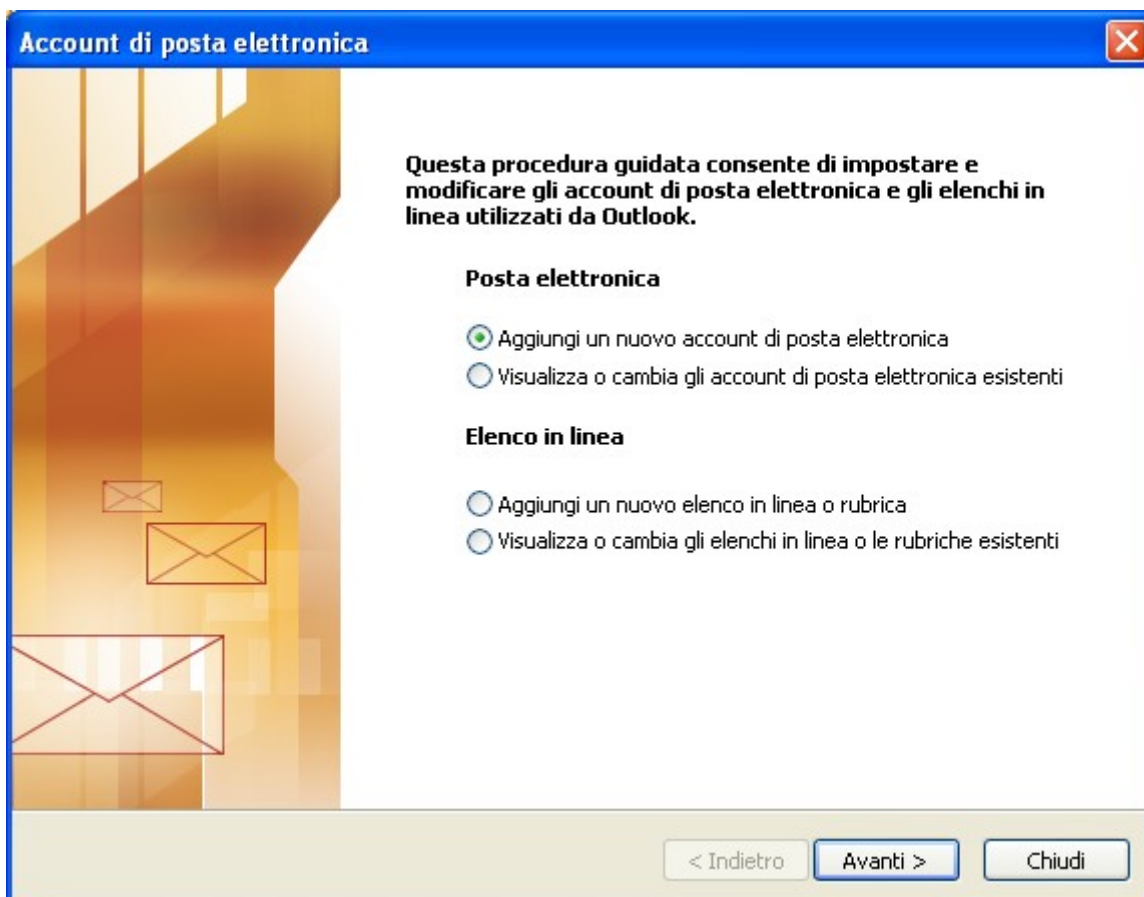 Account di posta elettronica
Questa procedura guidata consente di impostare e
modificare gli account di posta elettronica e gli elenchi in
linea utilizzati da Outlook.
Posta elettronica
Aggiungi un nuovo account di posta elettronica
Visualizza o cambia gli account di posta elettronica esistenti
Elenco in linea
Aggiungi un nuovo elenco in linea o rubrica
Visualizza o cambia gli elenchi in linea o le rubriche esistenti
< Indietro
Avanti >
Chiudi